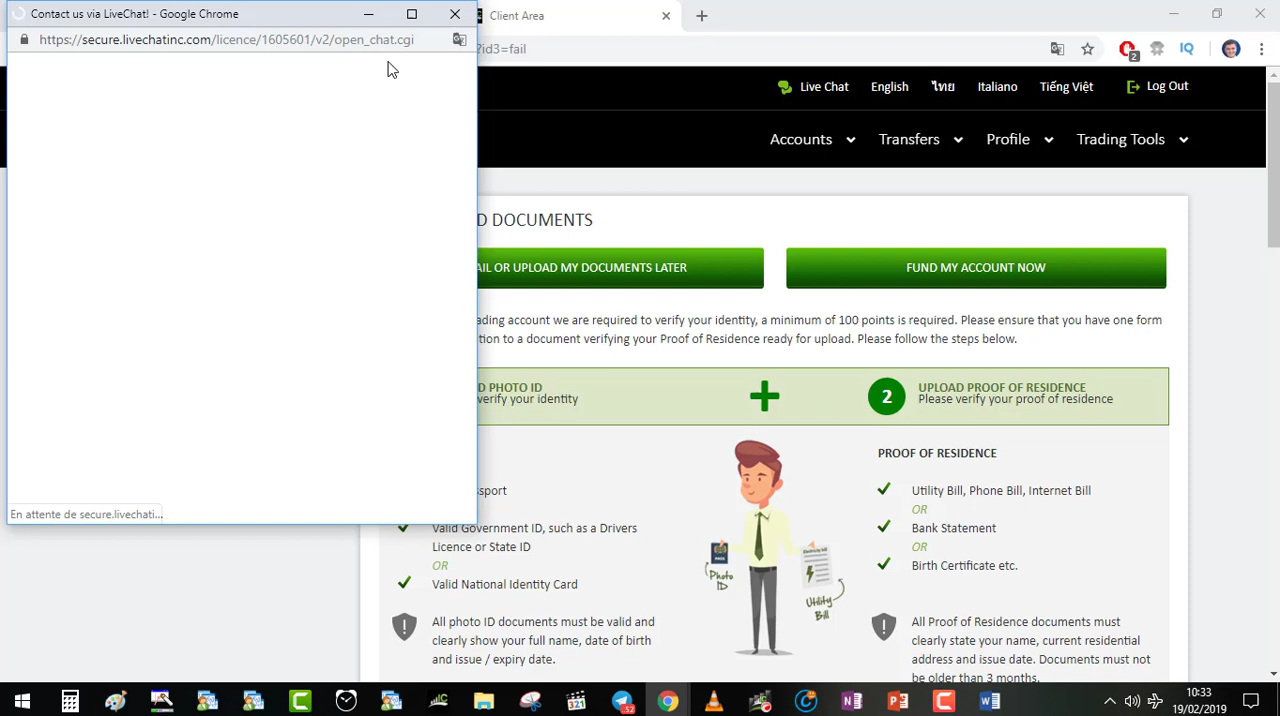 Contact us via LiveChat! - Google Chrome
https://secure.livechatinc.com/licence/1605601/v2/open_chat.cgi
En attente de secure.livechati...
Client Area
?id3=fail
2
Live Chat
English
ไทย
Italiano
Tiếng Việt
Log Out
Accounts
Transfers
Profile
Trading Tools
D DOCUMENTS
AIL OR UPLOAD MY DOCUMENTS LATER
FUND MY ACCOUNT NOW
ading account we are required to verify your identity, a minimum of 100 points is required. Please ensure that you have one form
tion to a document verifying your Proof of Residence ready for upload. Please follow the steps below.
D PHOTO ID
verify your identity
2
UPLOAD PROOF OF RESIDENCE
Please verify your proof of residence
ssport
Valid Government ID, such as a Drivers
Licence or State ID
OR
Valid National Identity Card
All photo ID documents must be valid and
clearly show your full name, date of birth
and issue / expiry date.
Photo
ID
Electricity bill
Utility
Bill
PROOF OF RESIDENCE
Utility Bill, Phone Bill, Internet Bill
OR
Bank Statement
OR
Birth Certificate etc.
All Proof of Residence documents must
clearly state your name, current residential
address and issue date. Documents must not
be older than 3 months.
10:33
19/02/2019